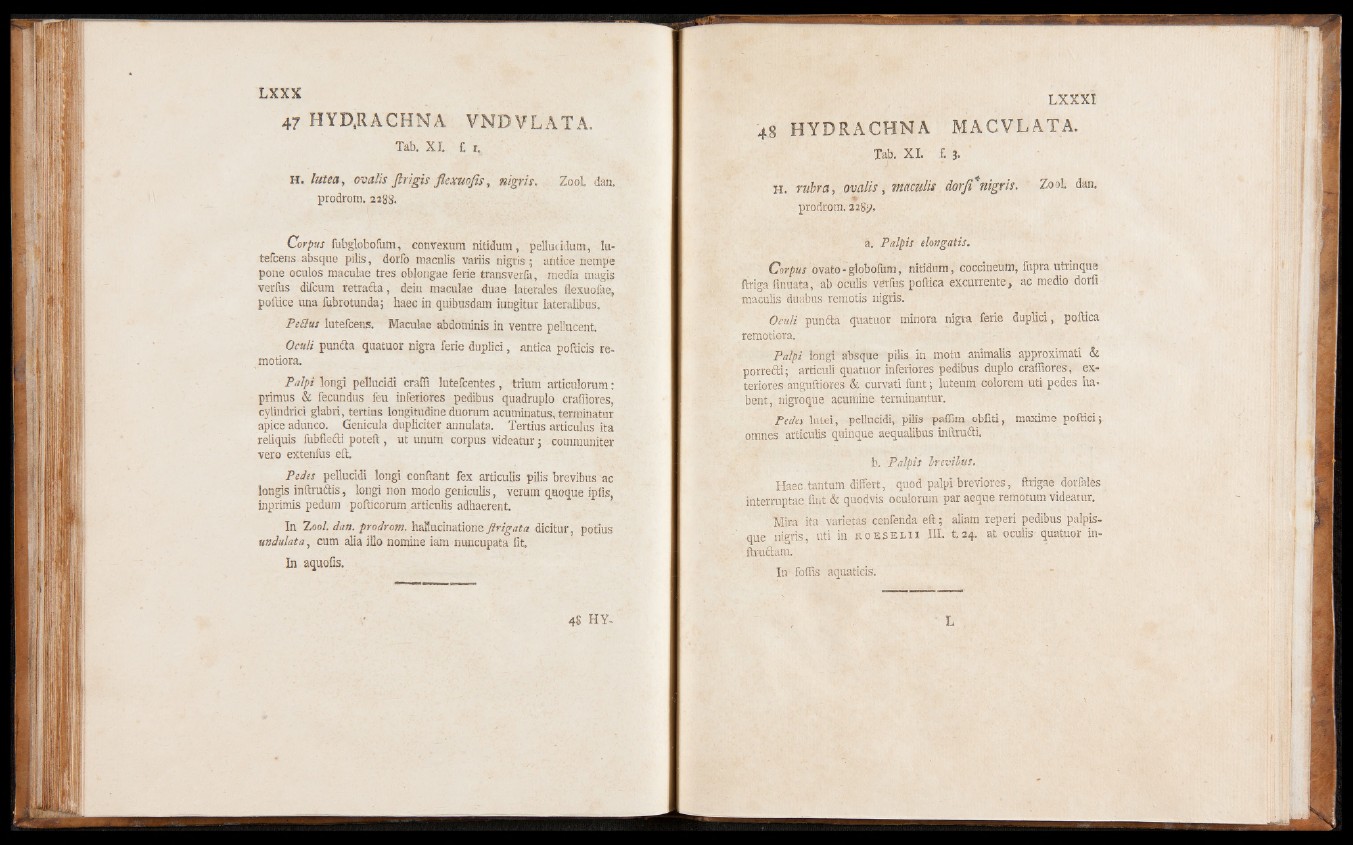 LXXX
47 HYDRACHNA VNDVLATA.
Tab. XI. f. 1.
H. lutea, ovalis ſtrigis flexuoſis, nigris. Zool. dan.
prodrom. 2288.
Corpus ſubgloboſum, convexum nitidum, pellucidum, lu-
teſcens absque pilis, dorſo maculis variis nigris; antice nempe
pone oculos maculae tres oblongae ſerie transverſa, media magis
verſus diſcum retracta, dein maculae duae laterales flexuoſae,
poſtice una ſubrotunda; haec in quibusdam iungitur lateralibus.
Pectus luteſcens. Maculae abdominis in ventre pellucent.
Oculi puncta quatuor nigra ſerie duplici, antica poſticis re-
motiora.
Palpi longi pellucidi craſſi luteſcentes, trium articulorum:
primus & ſecundus ſeu inferiores pedibus quadruplo craſſiores,
cylindrici glabri, tertius longitudine duorum acuminatus, terminatur
apice adunco. Genicula dupliciter annulata. Tertius articulus ita
reliquis ſubflecti poteſt, ut unum corpus videatur; communiter
vero extenſus eſt.
Pedes pellucidi longi conſtant ſex articulis pilis brevibus ac
longis inſtructis, longi non modo geniculis, verum quoque ipſis,
inprimis pedum poſticorum articulis adhaerent.
In Zool. dan. prodrom. hallucinatione ſtrigata dicitur, potius
undulata, cum alia illo nomine iam nuncupata ſit.
In aquoſis.
48 HY-
LXXXI
48 HYDRACHNA MACVLATA.
Tab. XI. f. 3.
H. rubra, ovalis, maculis dorſi nigris. Zool. dan.
prodrom. 2289.
a. Palpis elongatis.
Corpus ovato-globoſum, nitidum, coccineum, ſupra utrinque
ſtriga ſinuata, ab oculis verſus poſtica excurrente, ac medio dorſi
maculis duabus remotis nigris.
Oculi puncta quatuor minora nigra ſerie duplici, poſtica
remotiora.
Palpi longi absque pilis in motu animalis approximati &
porrecti; articuli quatuor inferiores pedibus duplo craſſiores, ex-
teriores anguſtiores & curvati ſunt; luteum colorem uti pedes ha-
bent, nigroque acumine terminantur.
Pedes lutei, pellucidi, pilis paſſim obſiti, maxime poſtici;
omnes articulis quinque aequalibus inſtructi.
b. Palpis brevibus.
Haec tantum differt, quod palpi breviores, ſtrigae dorſales
interruptae ſint & quodvis oculorum par aeque remotum videatur.
Mira ita varietas cenſenda eſt; aliam reperi pedibus palpis-
que nigris, uti in ROESELII III. t. 24. at oculis quatuor in-
ſtructam.
In foſſis aquaticis.
L